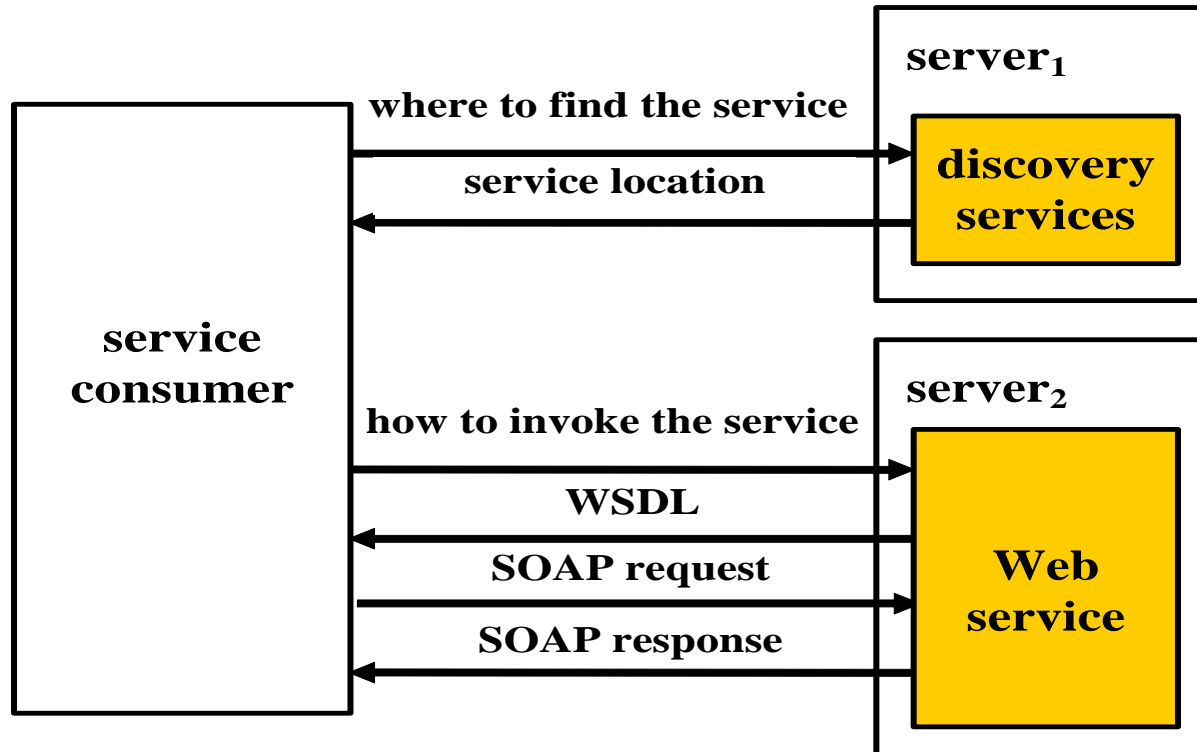 server₁
where to find the service
discovery
services
service location
service
consumer
server₂
how to invoke the service
WSDL
SOAP request
Web
service
SOAP response